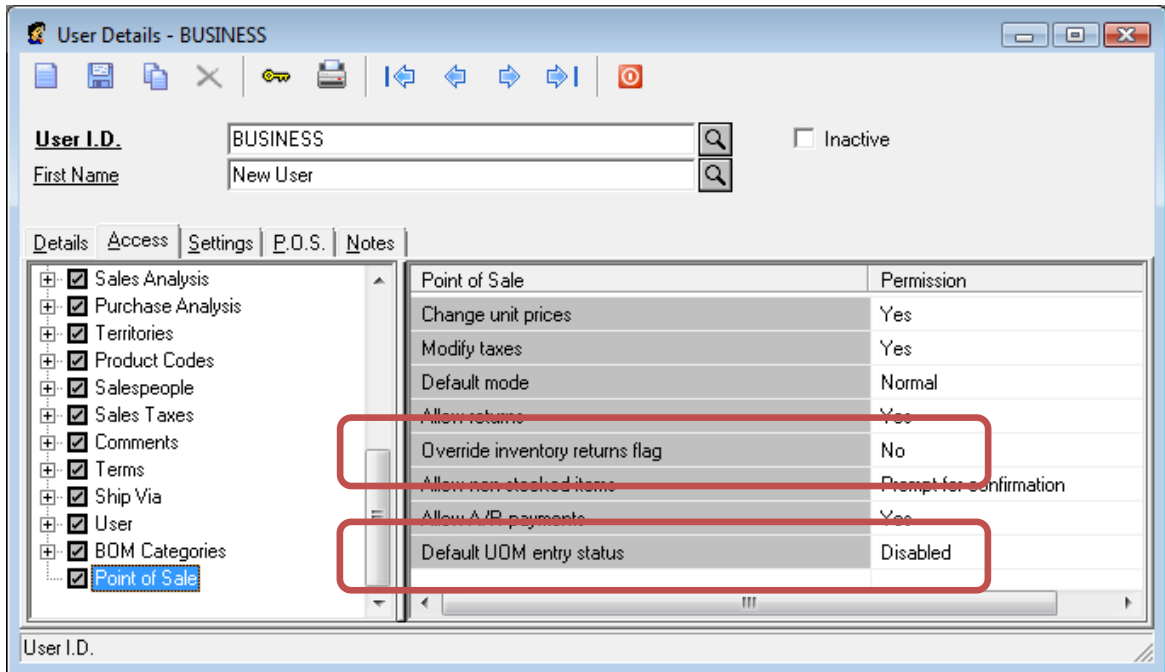 User Details - BUSINESS
User I.D. BUSINESS Inactive
First Name New User
Details Access Settings P.O.S. Notes
Sales Analysis
Purchase Analysis
Territories
Product Codes
Salespeople
Sales Taxes
Comments
Terms
Ship Via
User
BOM Categories
Point of Sale
Point of Sale Permission
Change unit prices Yes
Modify taxes Yes
Default mode Normal
Allow returns Yes
Override inventory returns flag No
Allow non-stocked items Prompt for confirmation
Allow A/R payments Yes
Default UOM entry status Disabled
User I.D.